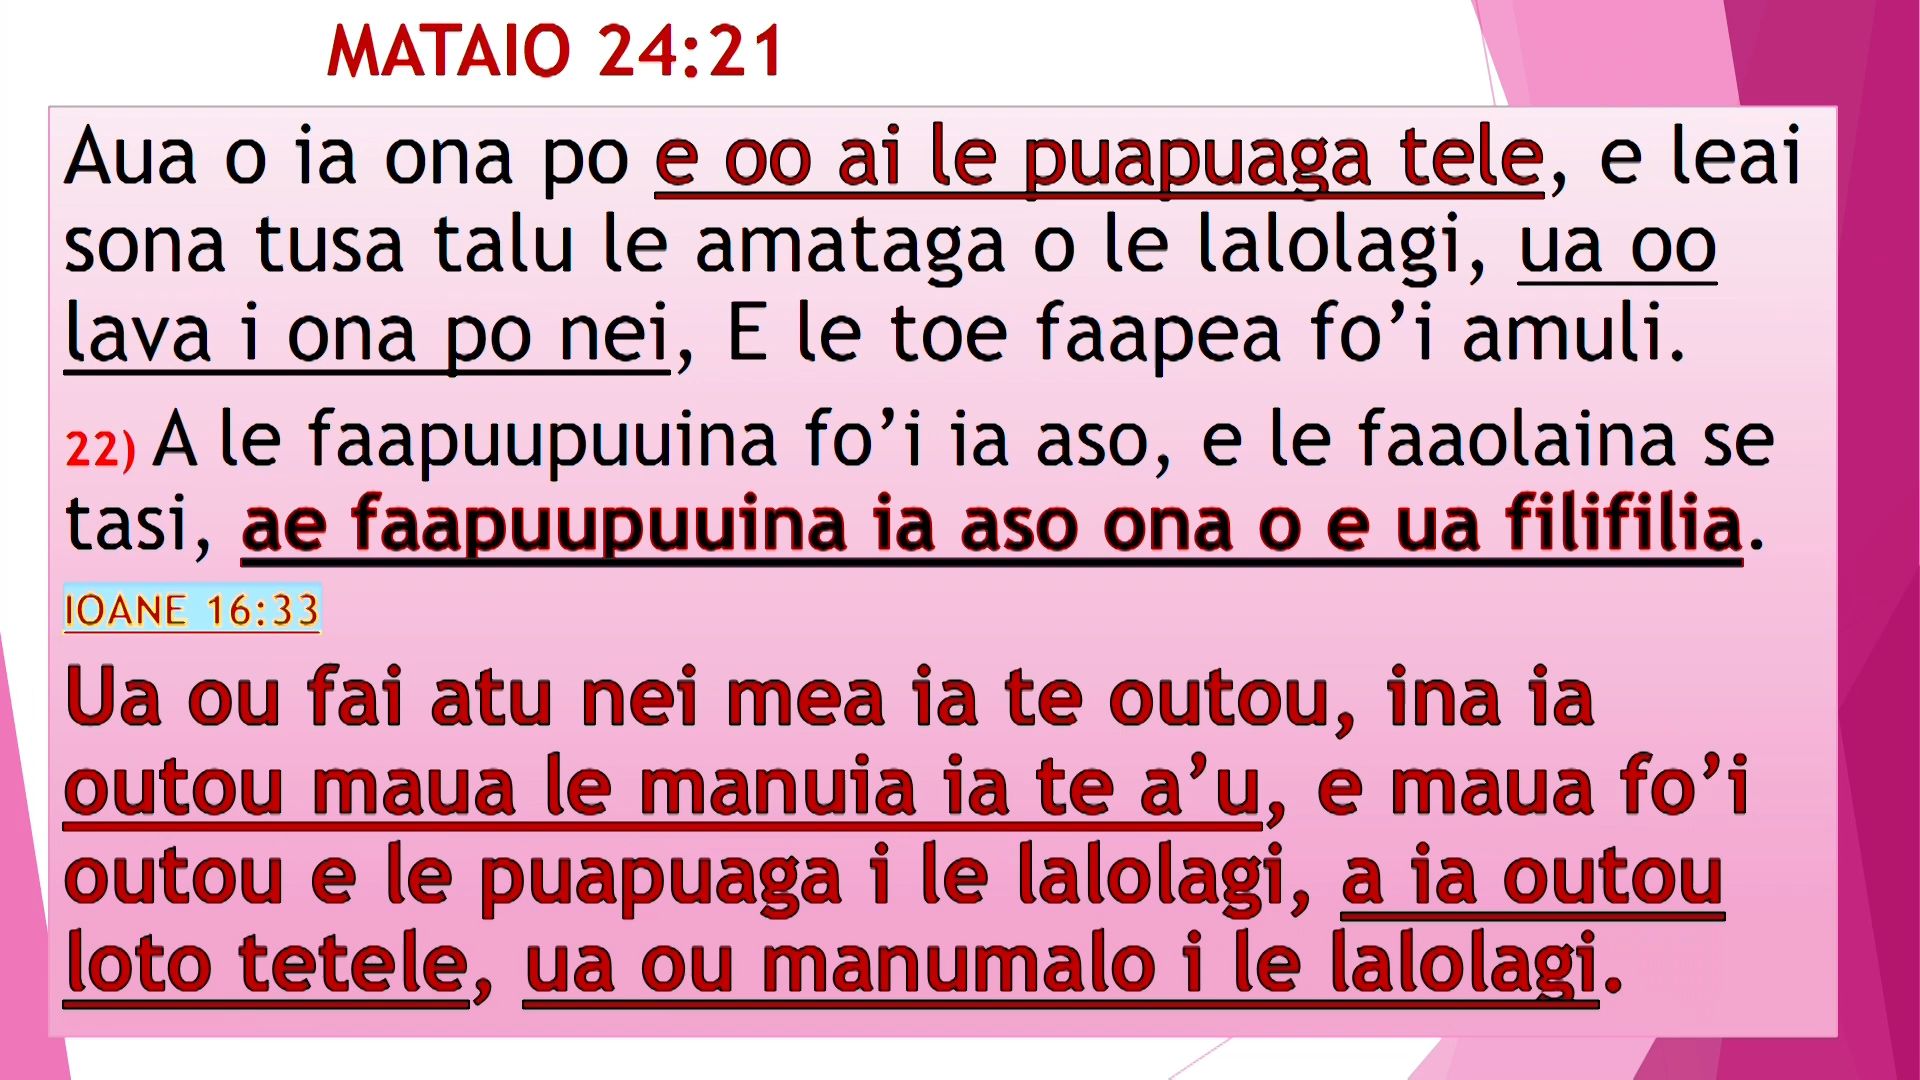 MATAIO 24:21
Aua o ia ona po e oo ai le puapuaga tele, e leai
sona tusa talu le amataga o le lalolagi, ua oo
lava i ona po nei, E le toe faapea fo’i amuli.
22) A le faapuupuuina fo’i ia aso, e le faaolaina se
tasi, ae faapuupuuina ia aso ona o e ua filifilia.
IOANE 16:33
Ua ou fai atu nei mea ia te outou, ina ia
outou maua le manuia ia te a’u, e maua fo’i
outou e le puapuaga i le lalolagi, a ia outou
loto tetele, ua ou manumalo i le lalolagi.